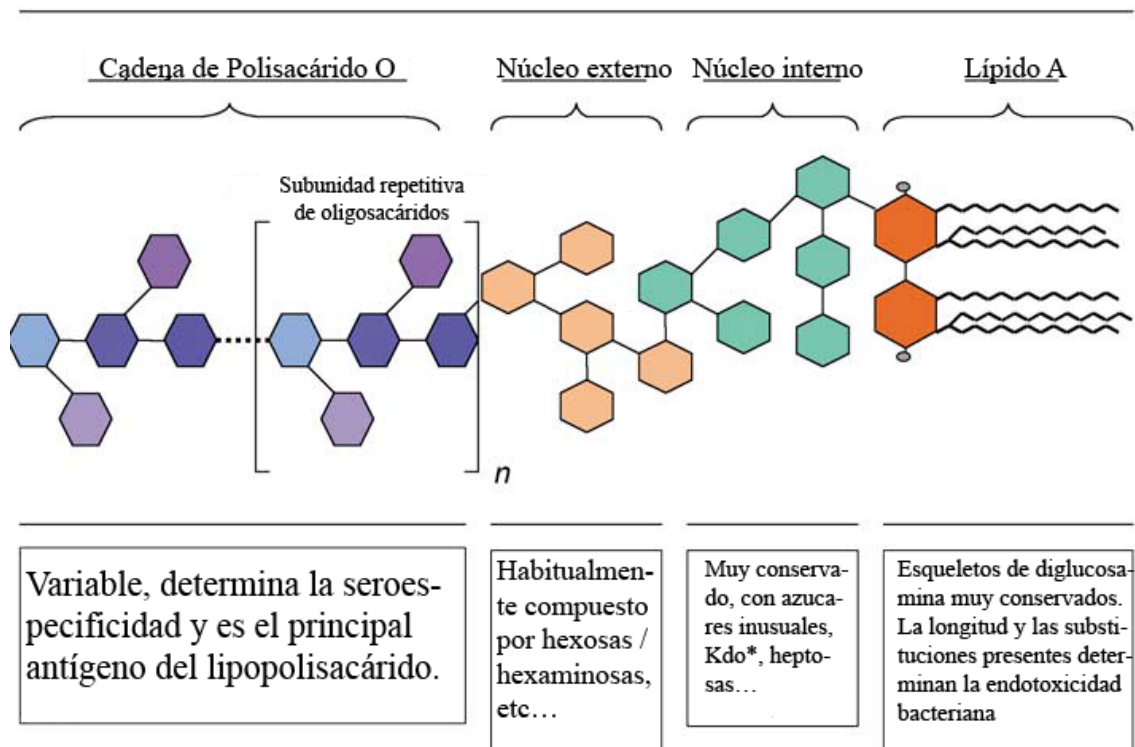 Cadena de Polisacárido O
Núcleo externo
Núcleo interno
Lípido A
Subunidad repetitiva
de oligosacáridos
n
Variable, determina la seroes-
pecificidad y es el principal
antígeno del lipopolisacárido.
Habitualmen-
te compuesto
por hexosas /
hexaminosas,
etc...
Muy conserva-
do, con azuca-
res inusuales,
Kdo*, hepto-
sas...
Esqueletos de diglucosa-
mina muy conservados.
La longitud y las substi-
tuciones presentes deter-
minan la endotoxicidad
bacteriana